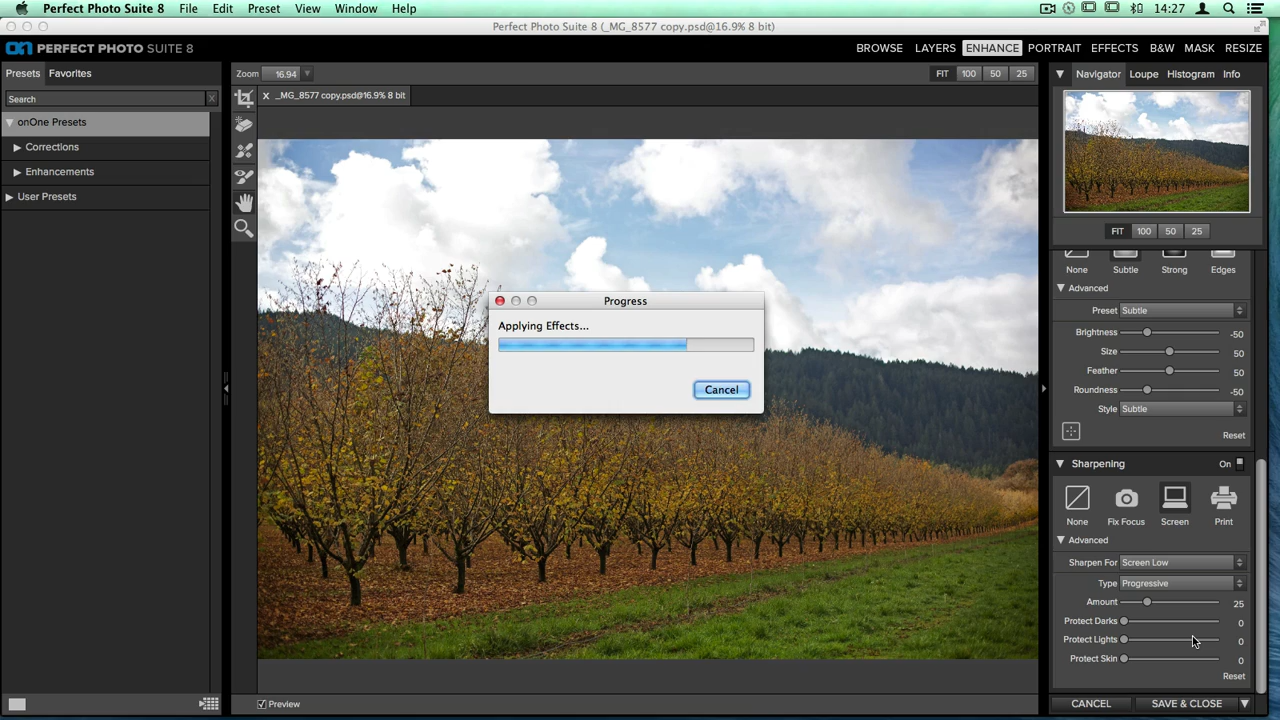 Perfect Photo Suite 8 File Edit Preset View Window Help 14:27
Perfect Photo Suite 8 (_MG_8577 copy.psd@16.9% 8 bit)
on PERFECT PHOTO SUITE 8 BROWSE LAYERS ENHANCE PORTRAIT EFFECTS B&W MASK RESIZE
Presets Favorites Zoom 16.94 FIT 100 50 25 Navigator Loupe Histogram Info
Search X x _MG_8577 copy.psd@16.9% 8 bit
onOne Presets
Corrections
Enhancements
User Presets
FIT 100 50 25
None Subtle Strong Edges
Advanced
Preset Subtle
Brightness -50
Size 50
Feather 50
Roundness -50
Style Subtle
Reset
Progress
Applying Effects...
Cancel
Sharpening On
None Fix Focus Screen Print
Advanced
Sharpen For Screen Low
Type Progressive
Amount 25
Protect Darks 0
Protect Lights 0
Protect Skin 0
Reset
Preview CANCEL SAVE & CLOSE